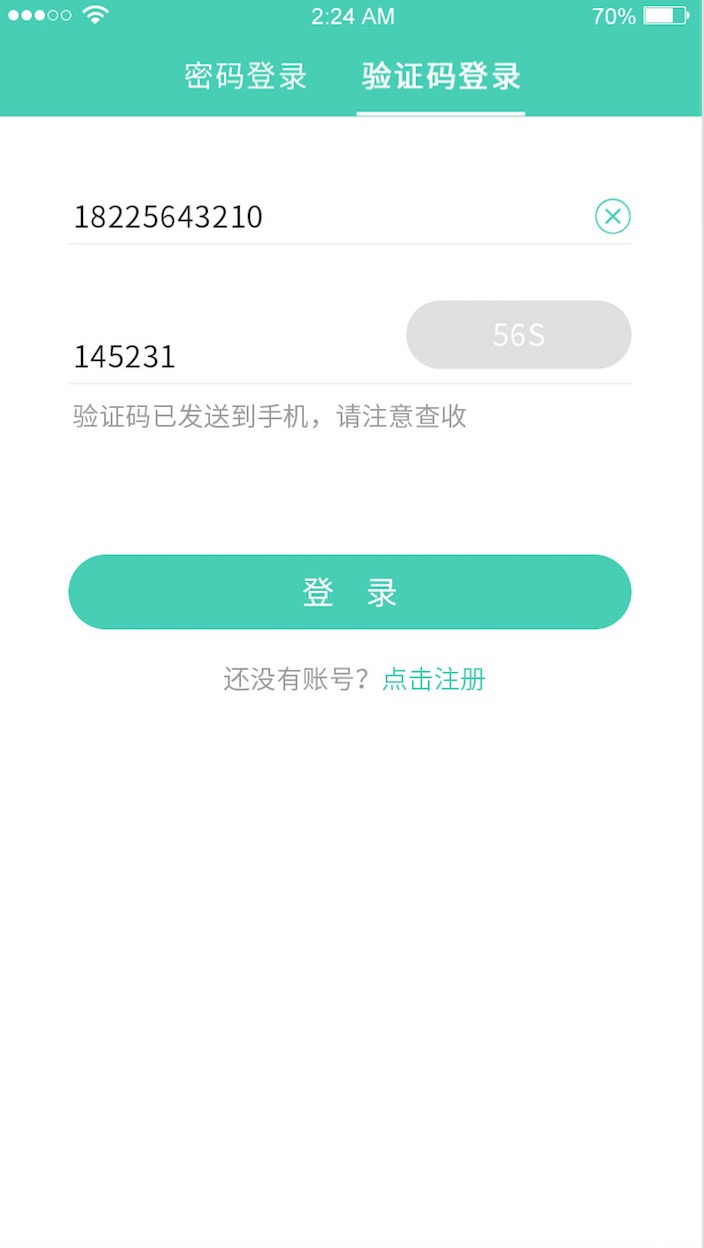 2:24 AM 70%
密码登录 验证码登录
18225643210
56S
145231
验证码已发送到手机，请注意查收
登 录
还没有账号？点击注册